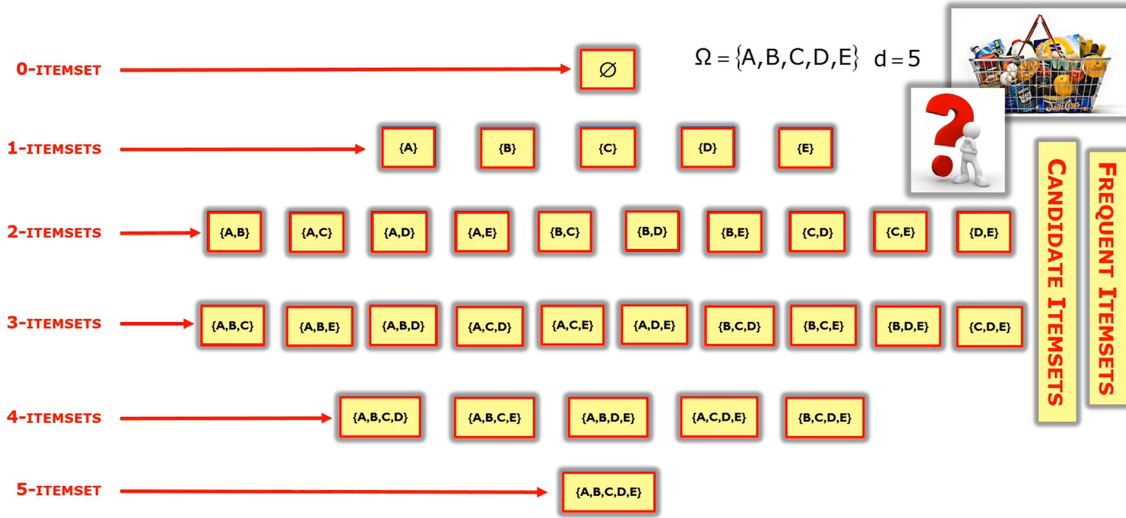 Ω = {A,B,C,D,E} d = 5
0-ITEMSET
∅
1-ITEMSETS
{A} {B} {C} {D} {E}
2-ITEMSETS
{A,B} {A,C} {A,D} {A,E} {B,C} {B,D} {B,E} {C,D} {C,E} {D,E}
3-ITEMSETS
{A,B,C} {A,B,E} {A,B,D} {A,C,D} {A,C,E} {A,D,E} {B,C,D} {B,C,E} {B,D,E} {C,D,E}
4-ITEMSETS
{A,B,C,D} {A,B,C,E} {A,B,D,E} {A,C,D,E} {B,C,D,E}
5-ITEMSET
{A,B,C,D,E}
CANDIDATE ITEMSETS
FREQUENT ITEMSETS
?